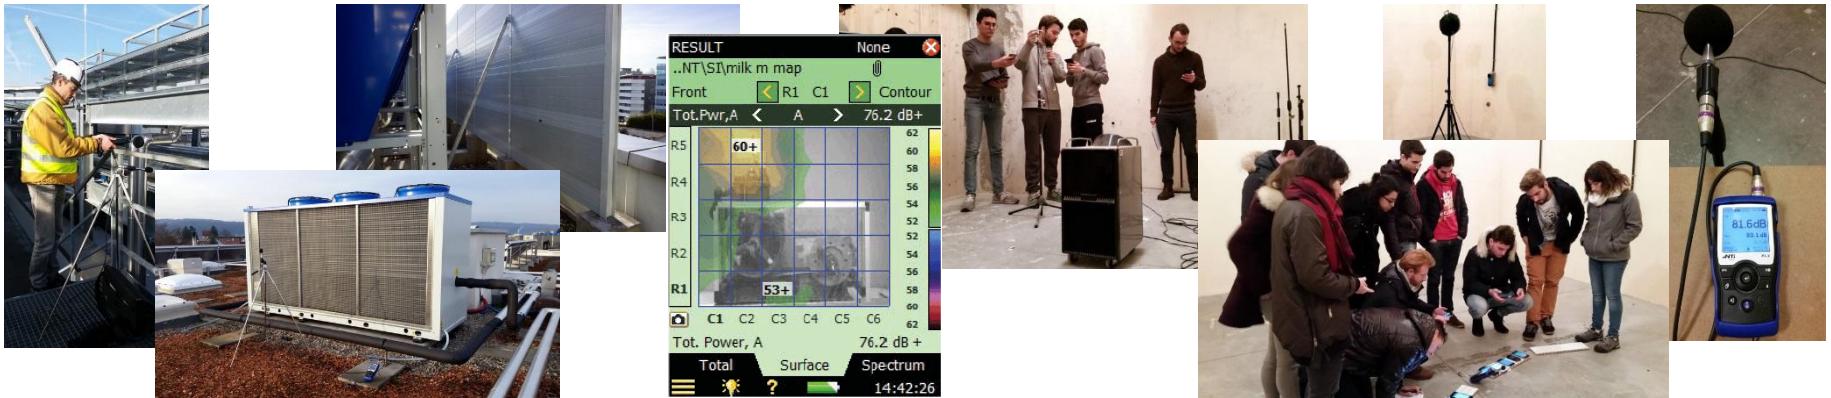 RESULT None
..NT\SI\milk m map
Front R1 C1 Contour
Tot.Pwr,A A 76.2 dB+
62
R5 60+ 60
58
R4 56
54
R3 52
52
R2 54
56
R1 53+ 58
60
C1 C2 C3 C4 C5 C6 62
Tot. Power, A 76.2 dB +
Total Surface Spectrum
? 14:42:26
81.6dB
NTi